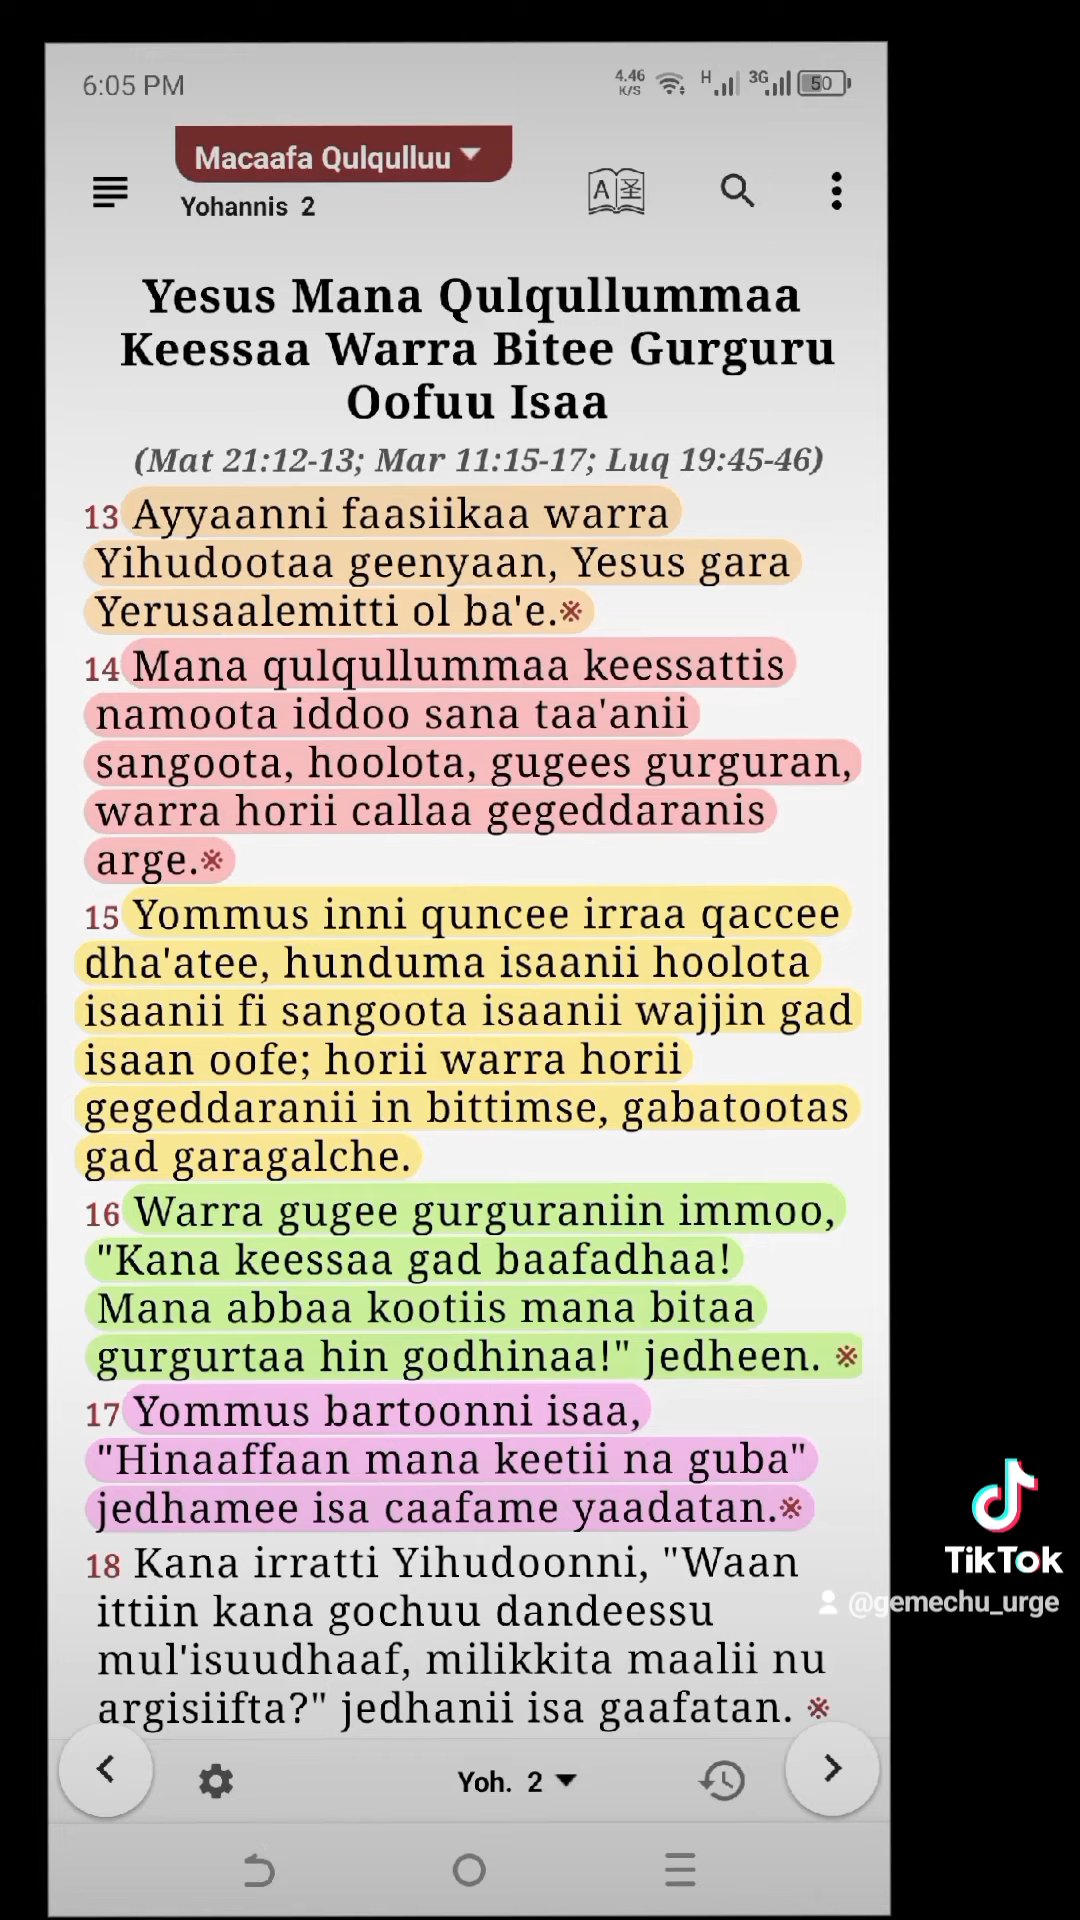 6:05 PM
4.46 K/S H 3G 50
Macaafa Qulqulluu
Yohannis 2
A 圣
Yesus Mana Qulqullummaa
Keessaa Warra Bitee Gurguru
Oofuu Isaa
(Mat 21:12-13; Mar 11:15-17; Luq 19:45-46)
13 Ayyaanni faasiikaa warra
Yihudootaa geenyaan, Yesus gara
Yerusaalemitti ol ba'e.※
14 Mana qulqullummaa keessattis
namoota iddoo sana taa'anii
sangoota, hoolota, gugees gurguran,
warra horii callaa gegeddaranis
arge.※
15 Yommus inni quncee irraa qaccee
dha'atee, hunduma isaanii hoolota
isaanii fi sangoota isaanii wajjin gad
isaan oofe; horii warra horii
gegeddaranii in bittimse, gabatootas
gad garagalche.
16 Warra gugee gurguraniin immoo,
"Kana keessaa gad baafadhaa!
Mana abbaa kootiis mana bitaa
gurgurtaa hin godhinaa!" jedheen. ※
17 Yommus bartoonni isaa,
"Hinaaffaan mana keetii na guba"
jedhamee isa caafame yaadatan.※
18 Kana irratti Yihudoonni, "Waan
ittiin kana gochuu dandeessu
mul'isuudhaaf, milikkita maalii nu
argisiifta?" jedhanii isa gaafatan. ※
Yoh. 2
TikTok
@gemechu_urge